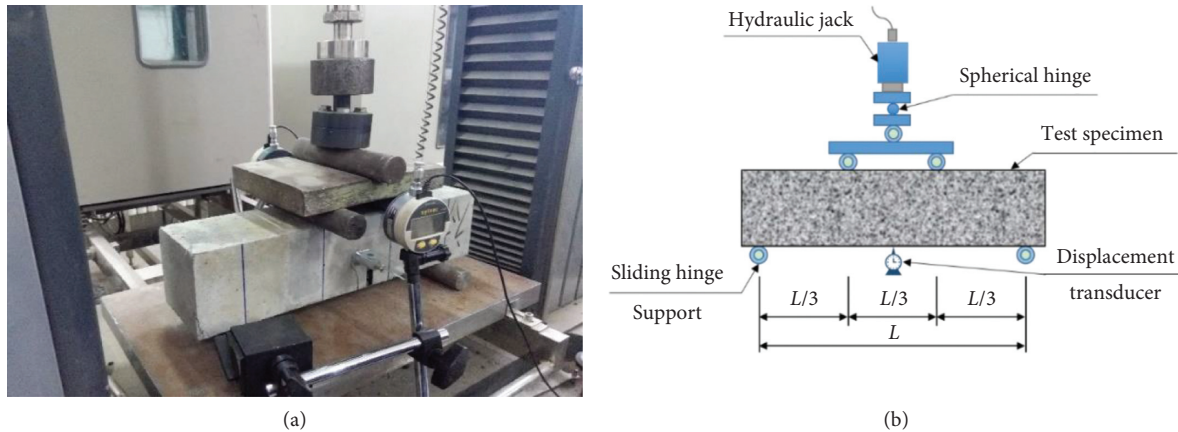 Hydraulic jack
Spherical hinge
Test specimen
Sliding hinge
Support
Displacement
transducer
L/3
L/3
L/3
L
(a)
(b)